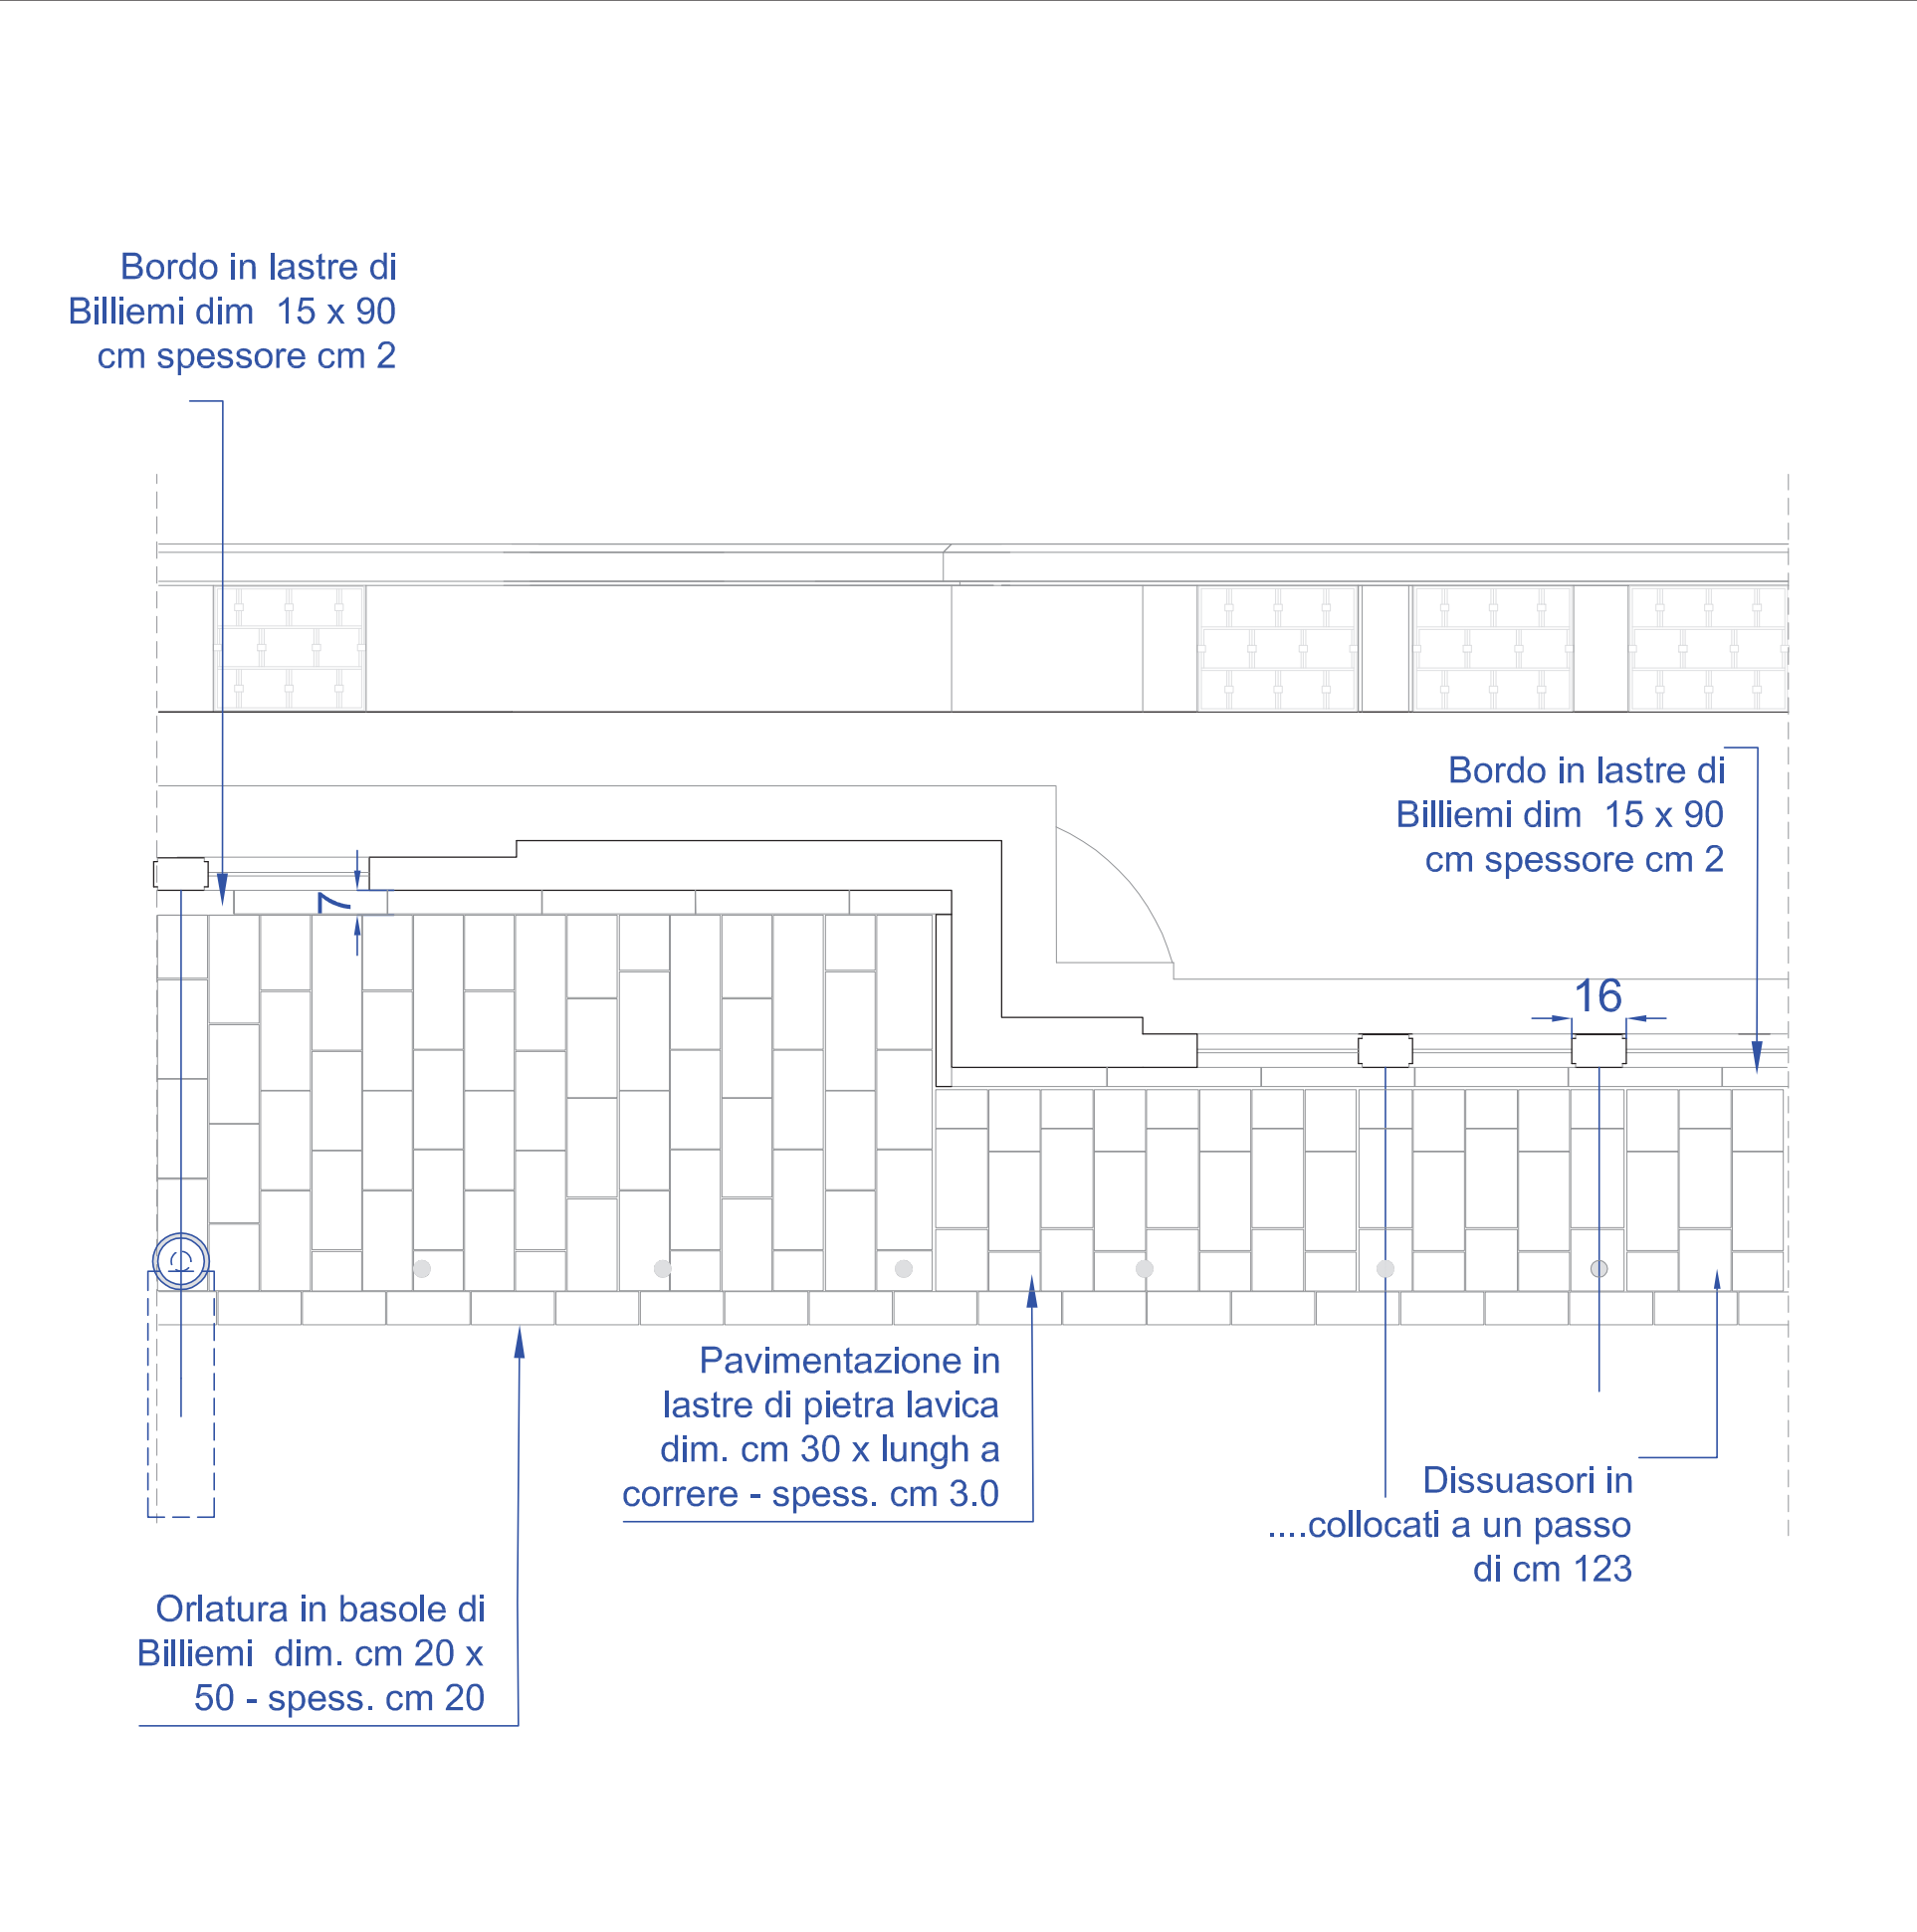 Bordo in lastre di
Billiemi dim  15 x 90
cm spessore cm 2
Bordo in lastre di
Billiemi dim  15 x 90
cm spessore cm 2
7
16
Pavimentazione in
lastre di pietra lavica
dim. cm 30 x lungh a
correre - spess. cm 3.0
Dissuasori in
....collocati a un passo
di cm 123
Orlatura in basole di
Billiemi  dim. cm 20 x
50 - spess. cm 20